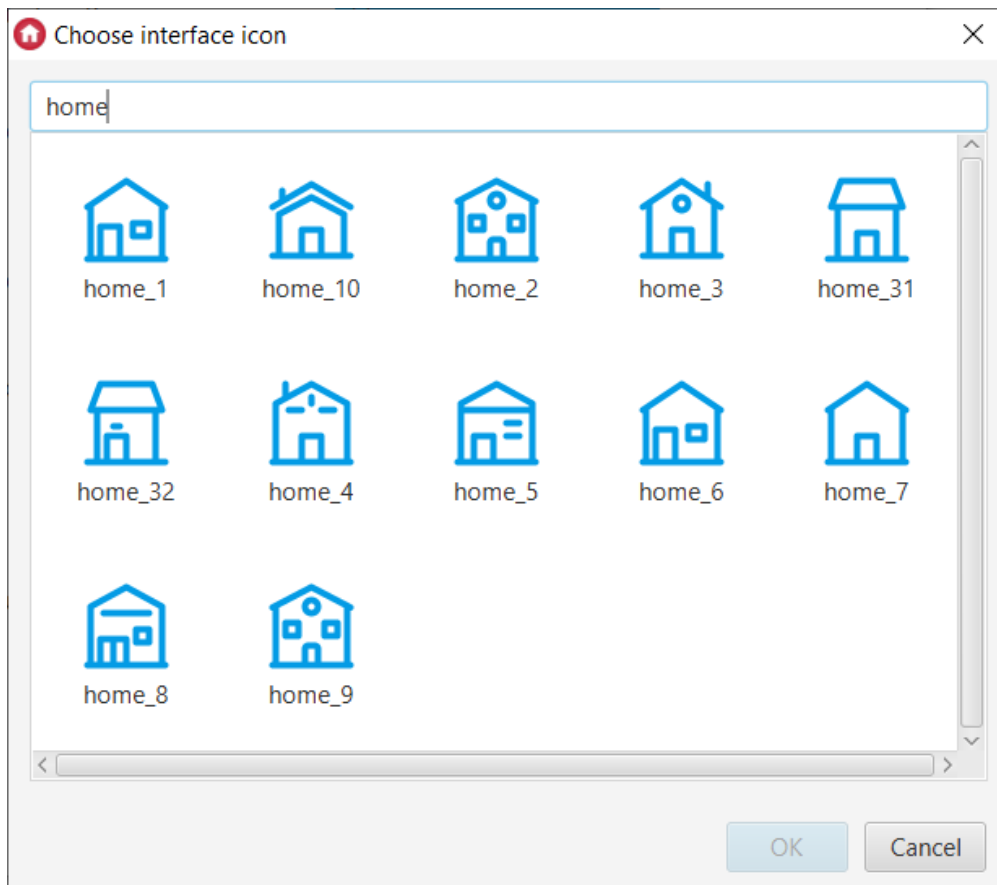 Choose interface icon
home
home_1 home_10 home_2 home_3 home_31
home_32 home_4 home_5 home_6 home_7
home_8 home_9
OK Cancel